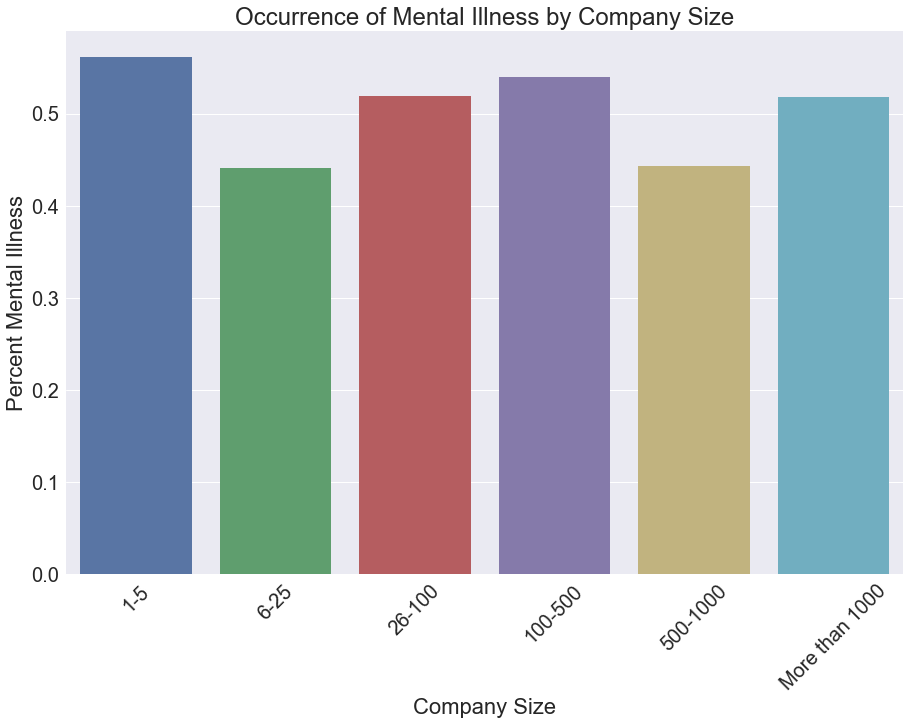 Occurrence of Mental Illness by Company Size
Percent Mental Illness
0.5
0.4
0.3
0.2
0.1
0.0
1-5
6-25
26-100
100-500
500-1000
More than 1000
Company Size